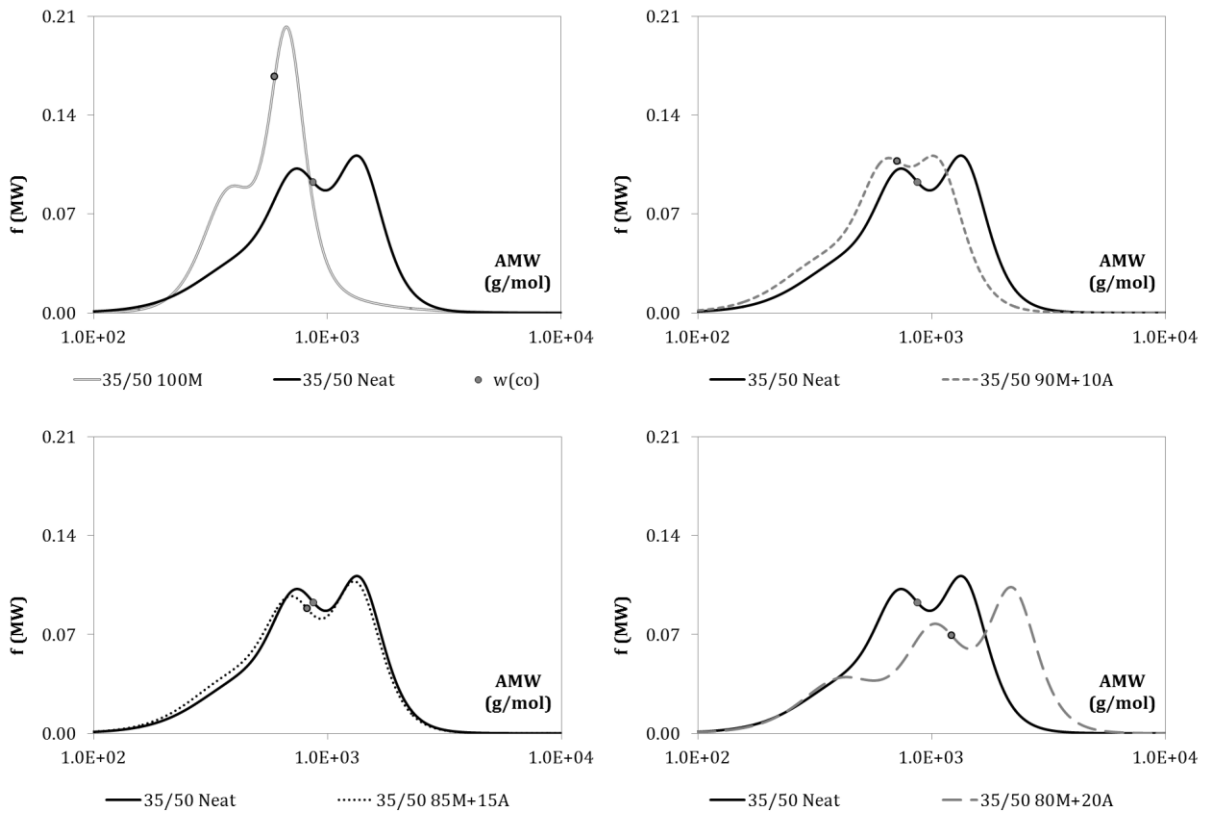 0.21
0.14
0.07
0.00
f (MW)
AMW
(g/mol)
1.0E+02 1.0E+03 1.0E+04
35/50 100M 35/50 Neat w(co)
0.21
0.14
0.07
0.00
f (MW)
AMW
(g/mol)
1.0E+02 1.0E+03 1.0E+04
35/50 Neat 35/50 90M+10A
0.21
0.14
0.07
0.00
f (MW)
AMW
(g/mol)
1.0E+02 1.0E+03 1.0E+04
35/50 Neat 35/50 85M+15A
0.21
0.14
0.07
0.00
f (MW)
AMW
(g/mol)
1.0E+02 1.0E+03 1.0E+04
35/50 Neat 35/50 80M+20A